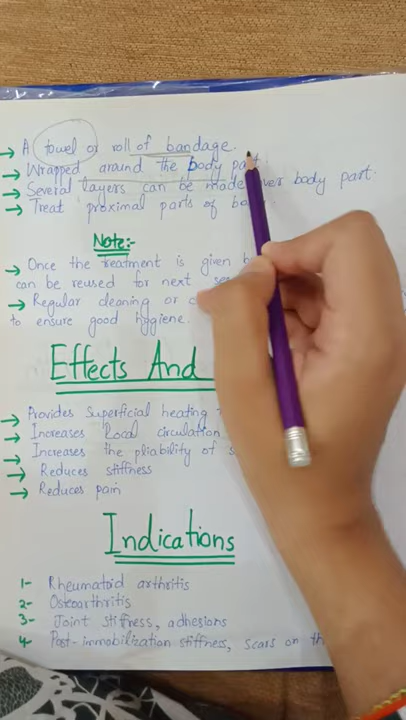 → A towel or roll of bandage.
→ Wrapped around the body part.
→ Several layers can be made over body part.
→ Treat proximal parts of
Note:-
→ Once the treatment is given
can be reused for next
→ Regular cleaning or
to ensure good hygiene.
Effects And
→ Provides Superficial heating
→ Increases Local circulation
→ Increases the pliability of
→ Reduces stiffness
→ Reduces pain
Indications
1- Rheumatoid arthritis
2- Osteoarthritis
3- Joint stiffness, adhesions
4- Post-immobilization stiffness, scars on